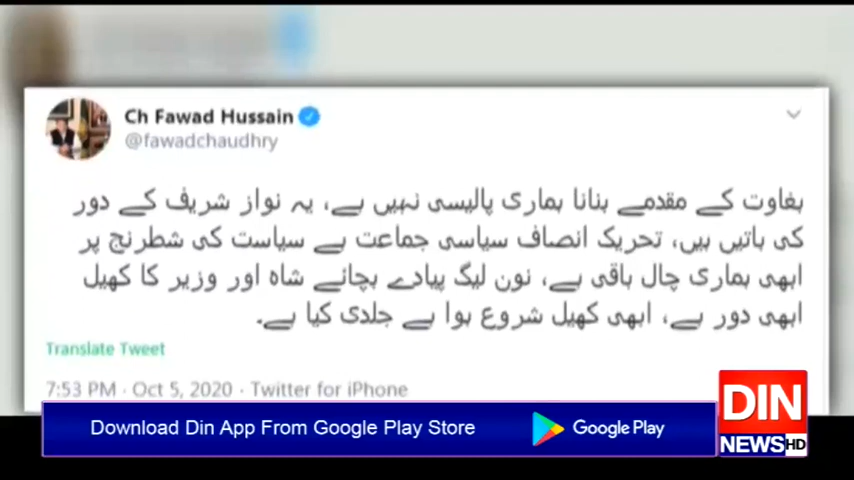 Ch Fawad Hussain
@fawadchaudhry
بغاوت کے مقدمے بنانا ہماری پالیسی نہیں ہے، یہ نواز شریف کے دور
کی باتیں ہیں، تحریک انصاف سیاسی جماعت ہے سیاست کی شطرنج پر
ابھی ہماری چال باقی ہے، نون لیگ پیادے بچائے شاہ اور وزیر کا کھیل
ابھی دور ہے، ابھی کھیل شروع ہوا ہے جلدی کیا ہے۔
Translate Tweet
7:53 PM · Oct 5, 2020 · Twitter for iPhone
Download Din App From Google Play Store
Google Play
DIN
NEWS HD